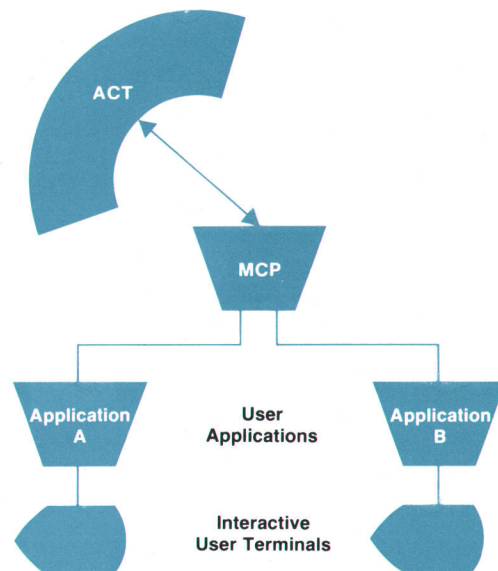 ACT
MCP
Application
A
User
Applications
Application
B
Interactive
User Terminals